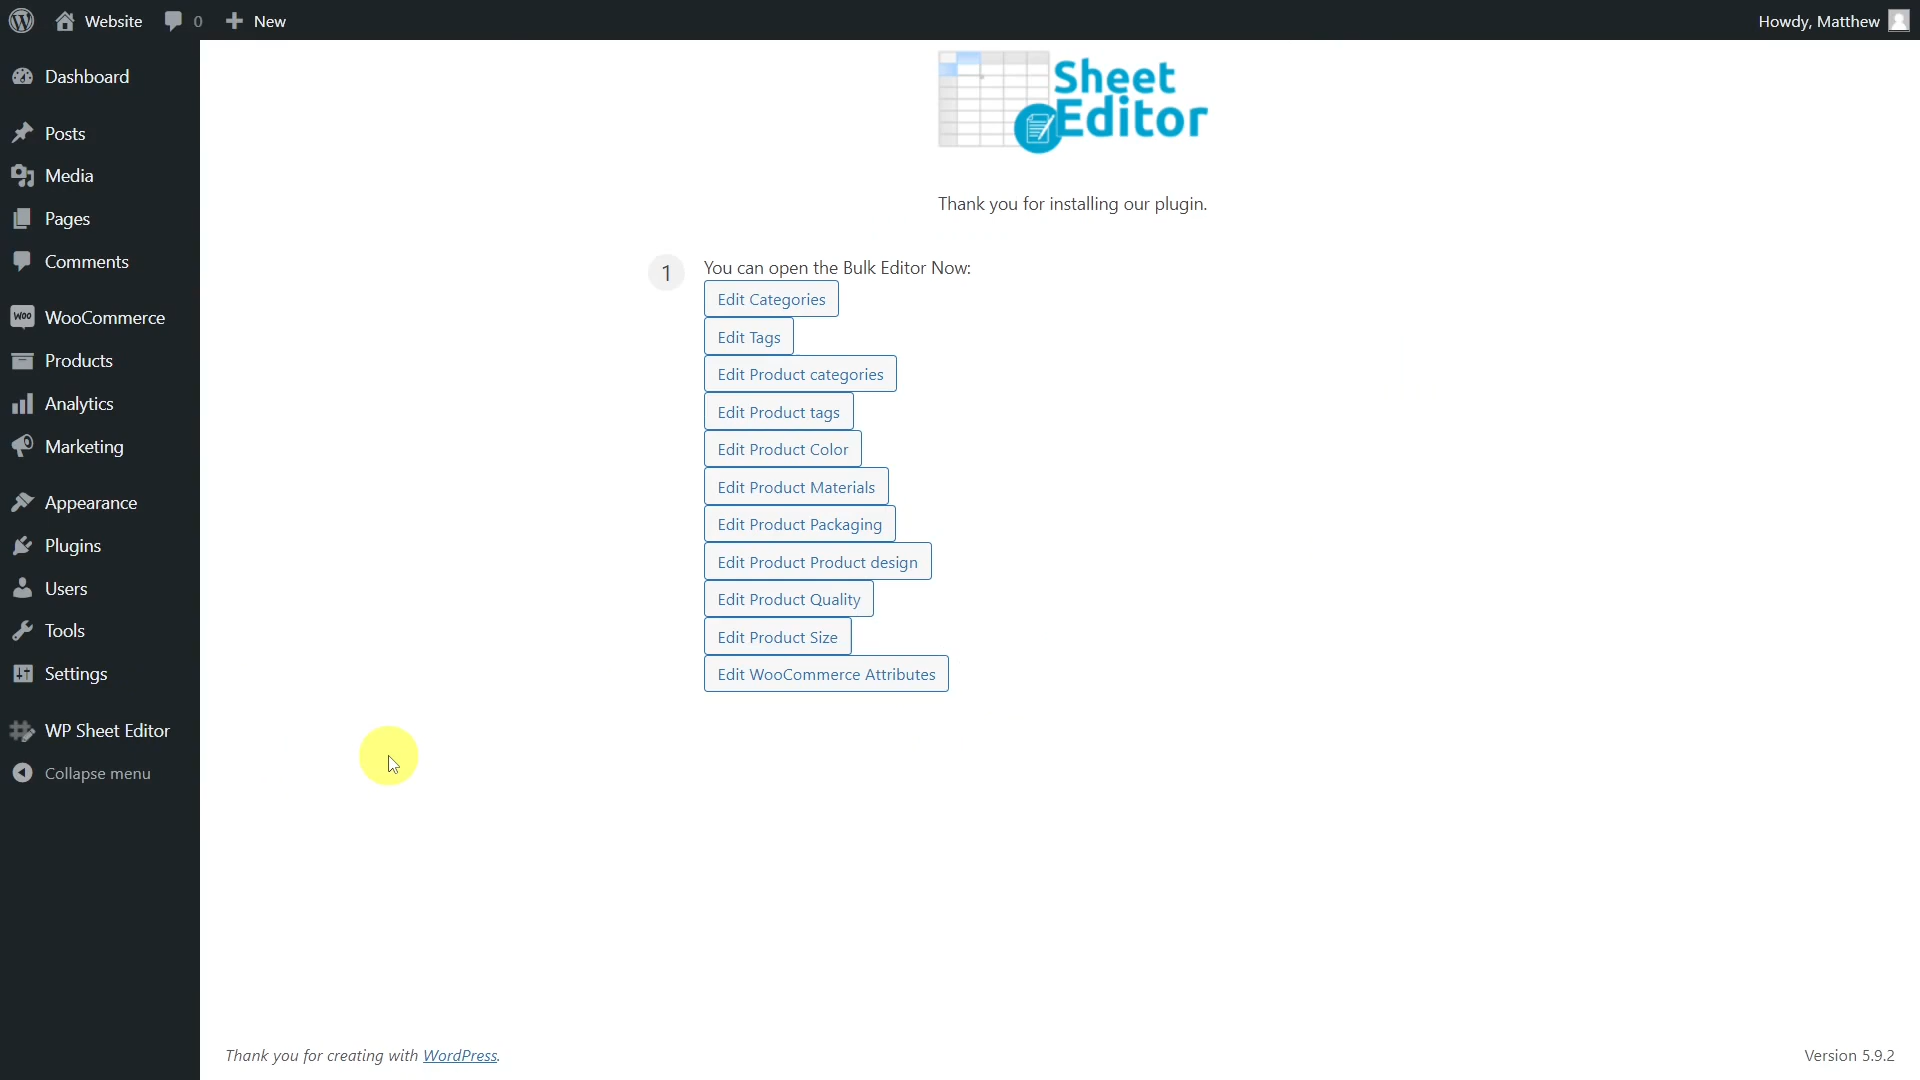 Website 0 New
Howdy, Matthew
Dashboard
Posts
Media
Pages
Comments
Woo WooCommerce
Products
Analytics
Marketing
Appearance
Plugins
Users
Tools
Settings
WP Sheet Editor
Collapse menu
Sheet
Editor
Thank you for installing our plugin.
1 You can open the Bulk Editor Now:
Edit Categories
Edit Tags
Edit Product categories
Edit Product tags
Edit Product Color
Edit Product Materials
Edit Product Packaging
Edit Product Product design
Edit Product Quality
Edit Product Size
Edit WooCommerce Attributes
Thank you for creating with WordPress.
Version 5.9.2